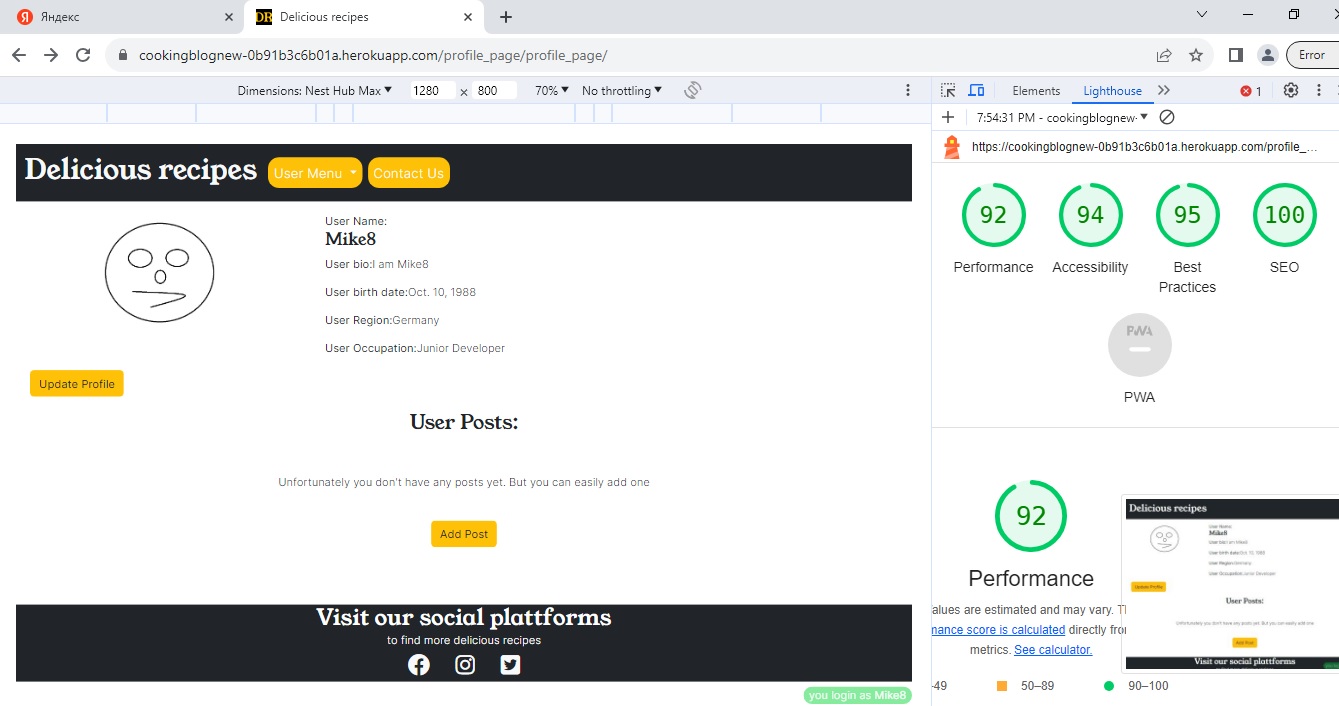 Яндекс
DR Delicious recipes
cookingblognew-0b91b3c6b01a.herokuapp.com/profile_page/profile_page/
Error
Dimensions: Nest Hub Max 1280 × 800 70% No throttling
Elements Lighthouse 1
7:54:31 PM - cookingblognew-
https://cookingblognew-0b91b3c6b01a.herokuapp.com/profile_...
Delicious recipes User Menu Contact Us
User Name:
Mike8
User bio:I am Mike8
User birth date:Oct. 10, 1988
User Region:Germany
User Occupation:Junior Developer
Update Profile
User Posts:
Unfortunately you don't have any posts yet. But you can easily add one
Add Post
Visit our social plattforms
to find more delicious recipes
you login as Mike8
92 94 95 100
Performance Accessibility Best Practices SEO
PWA
PWA
92
Performance
alues are estimated and may vary.
mance score is calculated directly fro
metrics. See calculator.
-49 50–89 90–100
Delicious recipes
User Name:
Mike8
User bio:I am Mike8
User birth date:Oct. 10, 1988
User Region:Germany
User Occupation:Junior Developer
Update Profile
User Posts:
Unfortunately you don't have any posts yet. But you can easily add one
Add Post
Visit our social plattforms